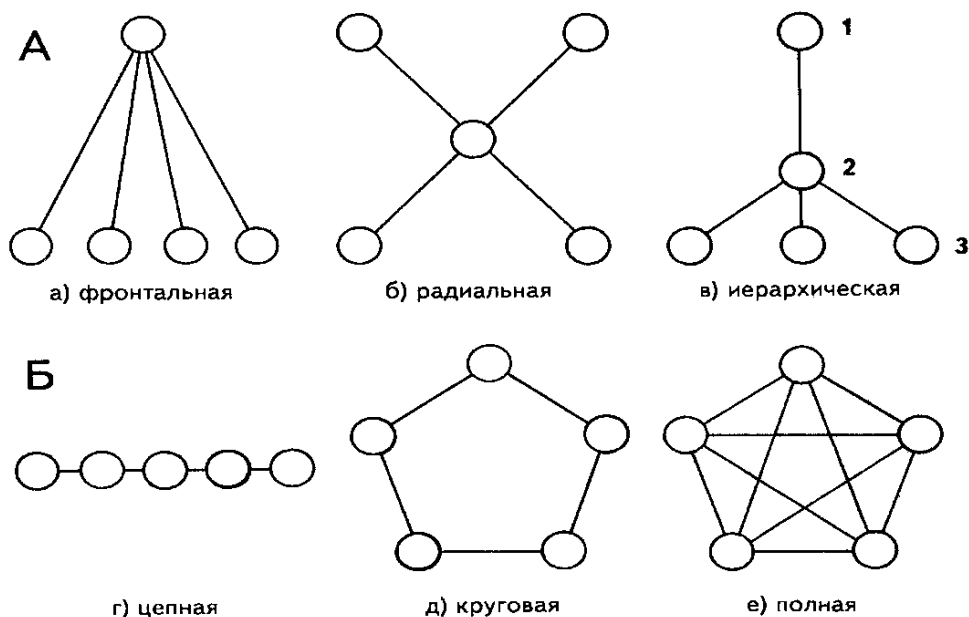 А
1
2
3
а) фронтальная
б) радиальная
в) иерархическая
Б
г) цепная
д) круговая
е) полная